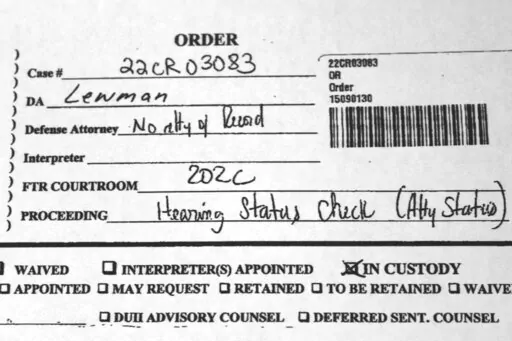 ORDER
Case # 22CR03083
DA Lewman
Defense Attorney No atty of Record
Interpreter
FTR COURTROOM 202C
PROCEEDING Hearing Status Check (Atty Status)
22CR03083
OR
Order
15090130
WAIVED ☐ INTERPRETER(S) APPOINTED ☒ IN CUSTODY
☐ APPOINTED ☐ MAY REQUEST ☐ RETAINED ☐ TO BE RETAINED ☐ WAIVE
☐ DUII ADVISORY COUNSEL ☐ DEFERRED SENT. COUNSEL